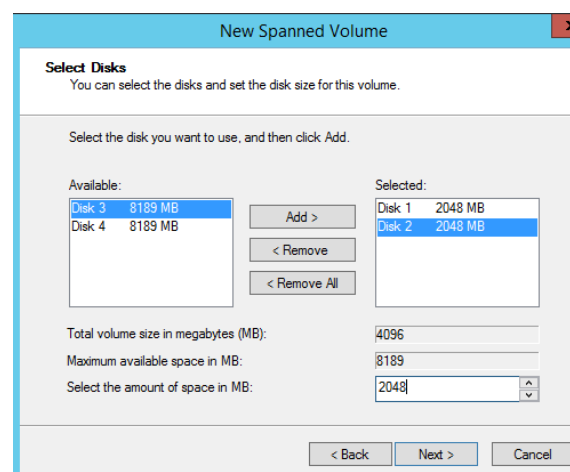 New Spanned Volume
Select Disks
You can select the disks and set the disk size for this volume.
Select the disk you want to use, and then click Add.
Available:
Disk 3 8189 MB
Disk 4 8189 MB
Add >
< Remove
< Remove All
Selected:
Disk 1 2048 MB
Disk 2 2048 MB
Total volume size in megabytes (MB): 4096
Maximum available space in MB: 8189
Select the amount of space in MB: 2048
< Back Next > Cancel